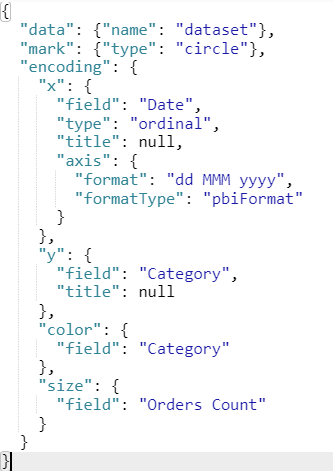 {
  "data": {"name": "dataset"},
  "mark": {"type": "circle"},
  "encoding": {
    "x": {
      "field": "Date",
      "type": "ordinal",
      "title": null,
      "axis": {
        "format": "dd MMM yyyy",
        "formatType": "pbiFormat"
      }
    },
    "y": {
      "field": "Category",
      "title": null
    },
    "color": {
      "field": "Category"
    },
    "size": {
      "field": "Orders Count"
    }
  }
}